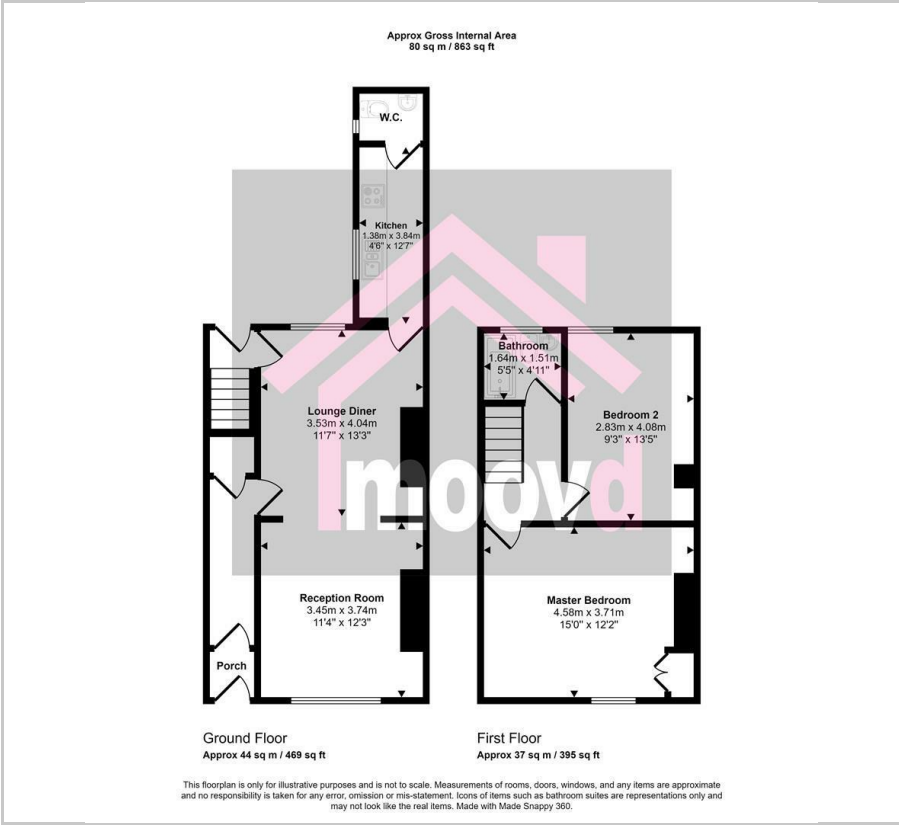 Approx Gross Internal Area
80 sq m / 863 sq ft
W.C.
Kitchen
1.38m x 3.84m
4'6" x 12'7"
Lounge Diner
3.53m x 4.04m
11'7" x 13'3"
Reception Room
3.45m x 3.74m
11'4" x 12'3"
Porch
Bathroom
1.64m x 1.51m
5'5" x 4'11"
Bedroom 2
2.83m x 4.08m
9'3" x 13'5"
Master Bedroom
4.58m x 3.71m
15'0" x 12'2"
moovd
Ground Floor
Approx 44 sq m / 469 sq ft
First Floor
Approx 37 sq m / 395 sq ft
This floorplan is only for illustrative purposes and is not to scale. Measurements of rooms, doors, windows, and any items are approximate
and no responsibility is taken for any error, omission or mis-statement. Icons of items such as bathroom suites are representations only and
may not look like the real items. Made with Made Snappy 360.